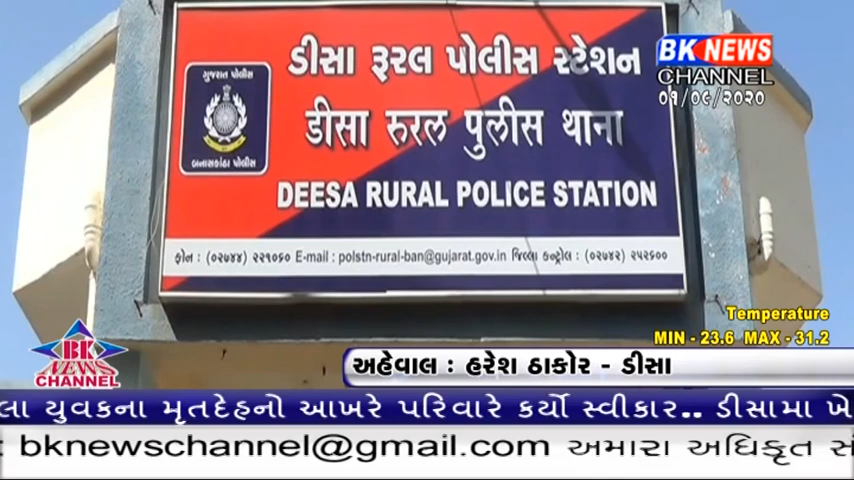 BK NEWS
CHANNEL
૦૧/૦૯/૨૦૨૦
ગુજરાત પોલીસ
બનાસકાંઠા પોલીસ
ડીસા રૂરલ પોલીસ સ્ટેશન
डीसा रुरल पुलीस थाना
DEESA RURAL POLICE STATION
ફોન : (૦૨૭૪૪) ૨૨૧૦૬૦ E-mail : polstn-rural-ban@gujarat.gov.in જિલ્લા કન્ટ્રોલ : (૦૨૭૪૨) ૨૫૨૬૦૦
Temperature
MIN - 23.6 MAX - 31.2
BK
NEWS
CHANNEL
અહેવાલ : હરેશ ઠાકોર - ડીસા
લા યુવકના મૃતદેહનો આખરે પરિવારે કર્યો સ્વીકાર.. ડીસામા ખે
: bknewschannel@gmail.com અમારા અધિકૃત સં